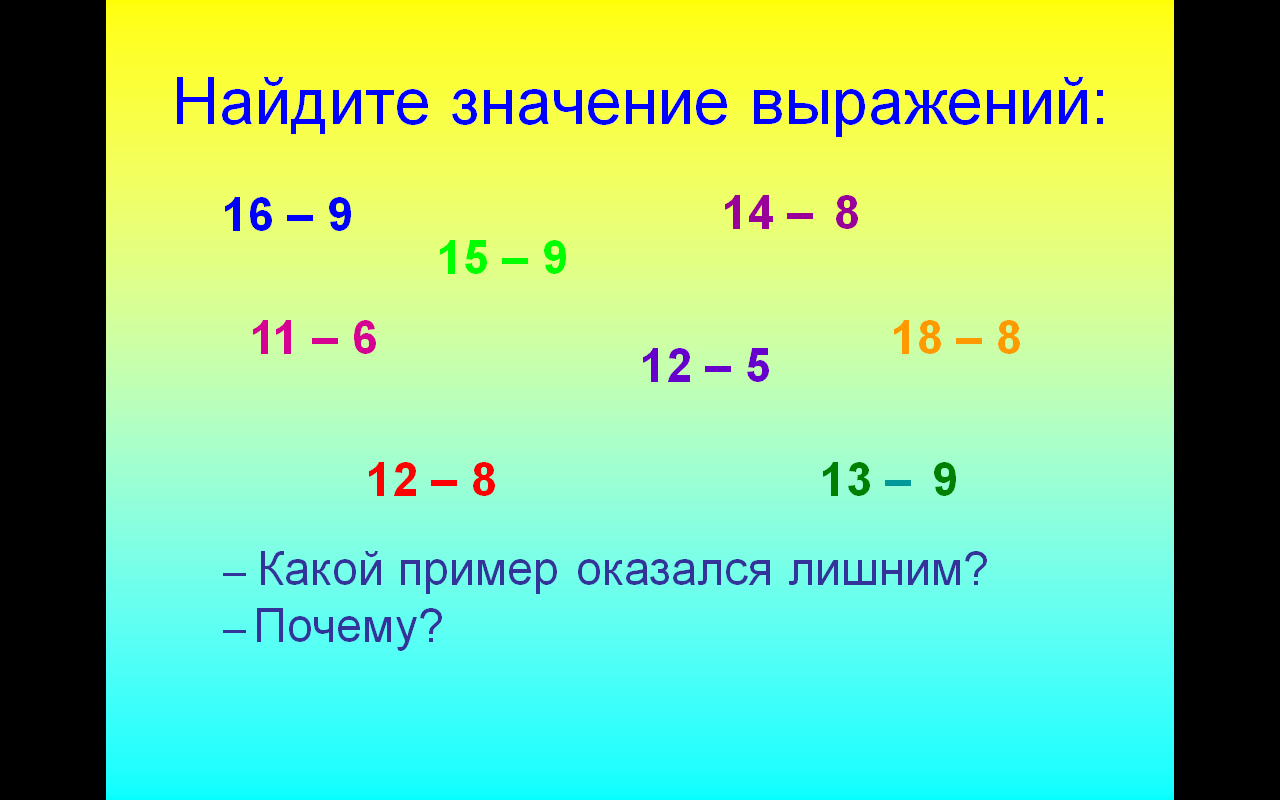 Найдите значение выражений:
16 – 9
14 – 8
15 – 9
11 – 6
18 – 8
12 – 5
12 – 8
13 – 9
– Какой пример оказался лишним?
– Почему?